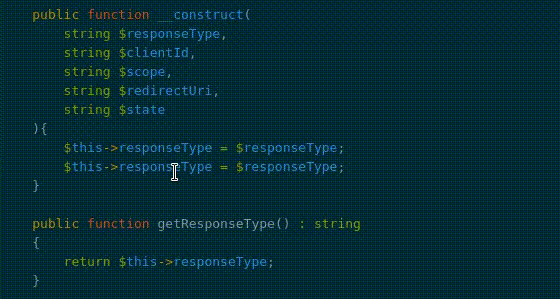 public function __construct(
string $responseType,
string $clientId,
string $scope,
string $redirectUri,
string $state
){
$this->responseType = $responseType;
$this->responseType = $responseType;
}
public function getResponseType() : string
{
return $this->responseType;
}